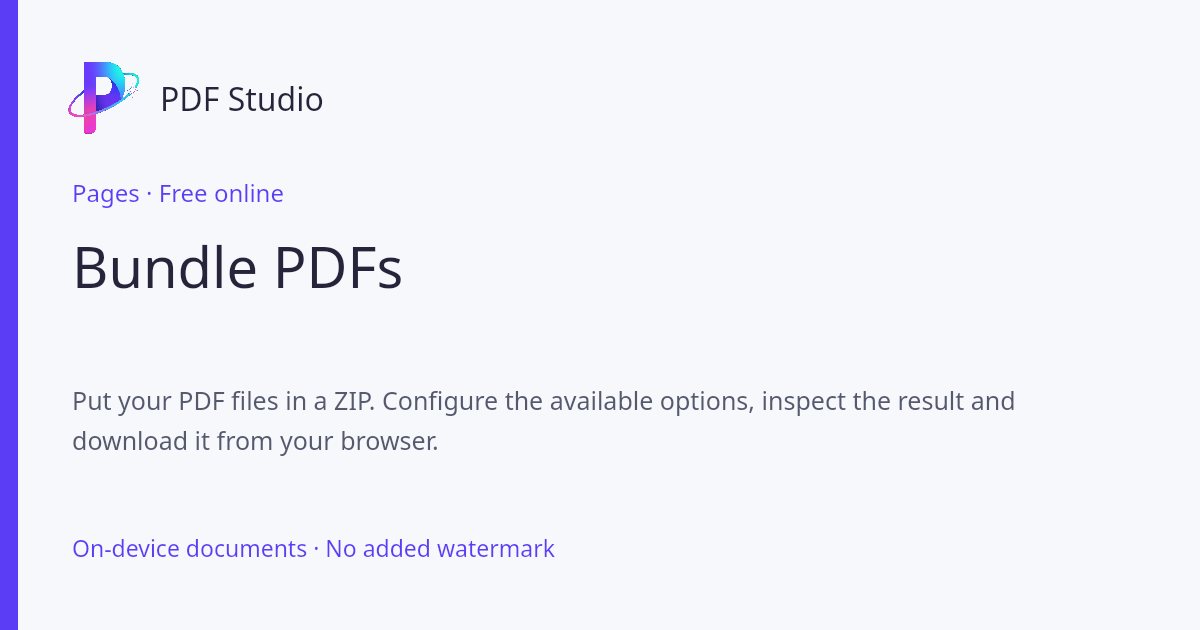 PDF Studio
Pages · Free online
Bundle PDFs
Put your PDF files in a ZIP. Configure the available options, inspect the result and
download it from your browser.
On-device documents · No added watermark